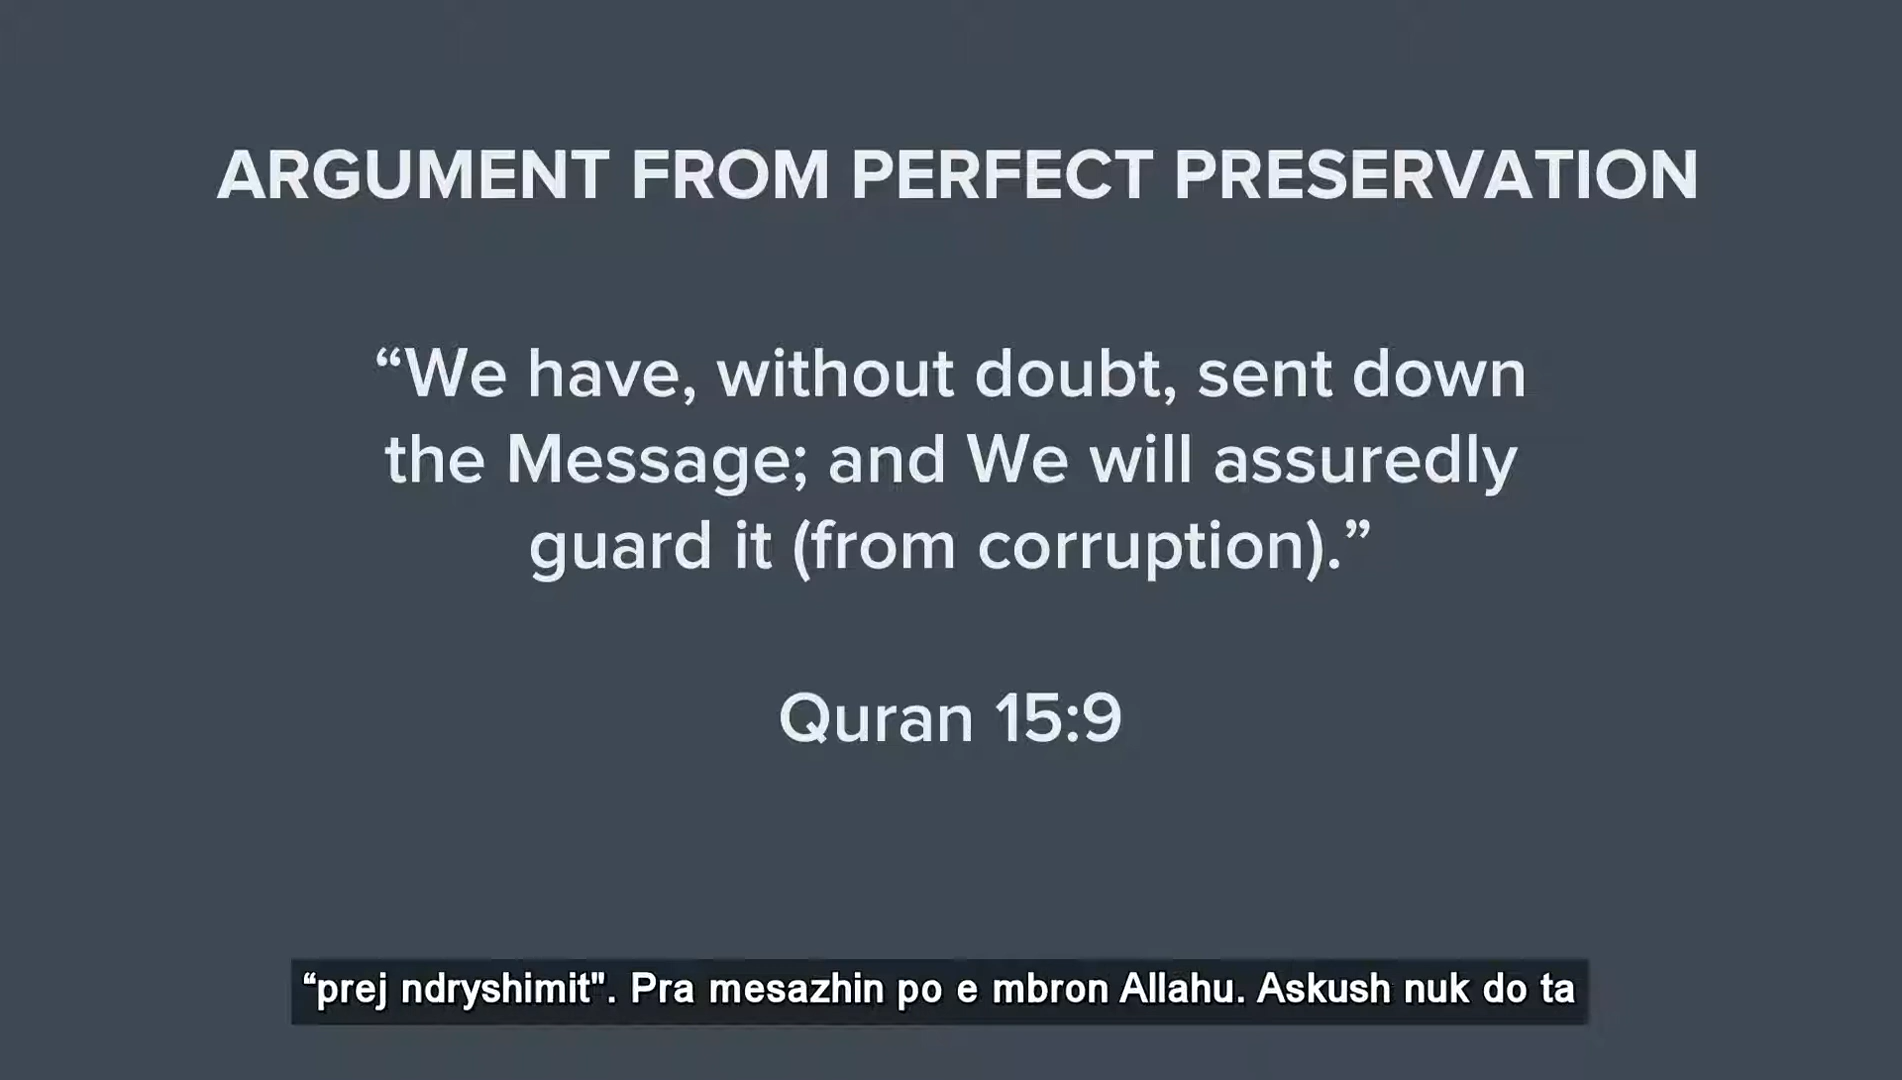 ARGUMENT FROM PERFECT PRESERVATION
“We have, without doubt, sent down
the Message; and We will assuredly
guard it (from corruption).”
Quran 15:9
“prej ndryshimit". Pra mesazhin po e mbron Allahu. Askush nuk do ta